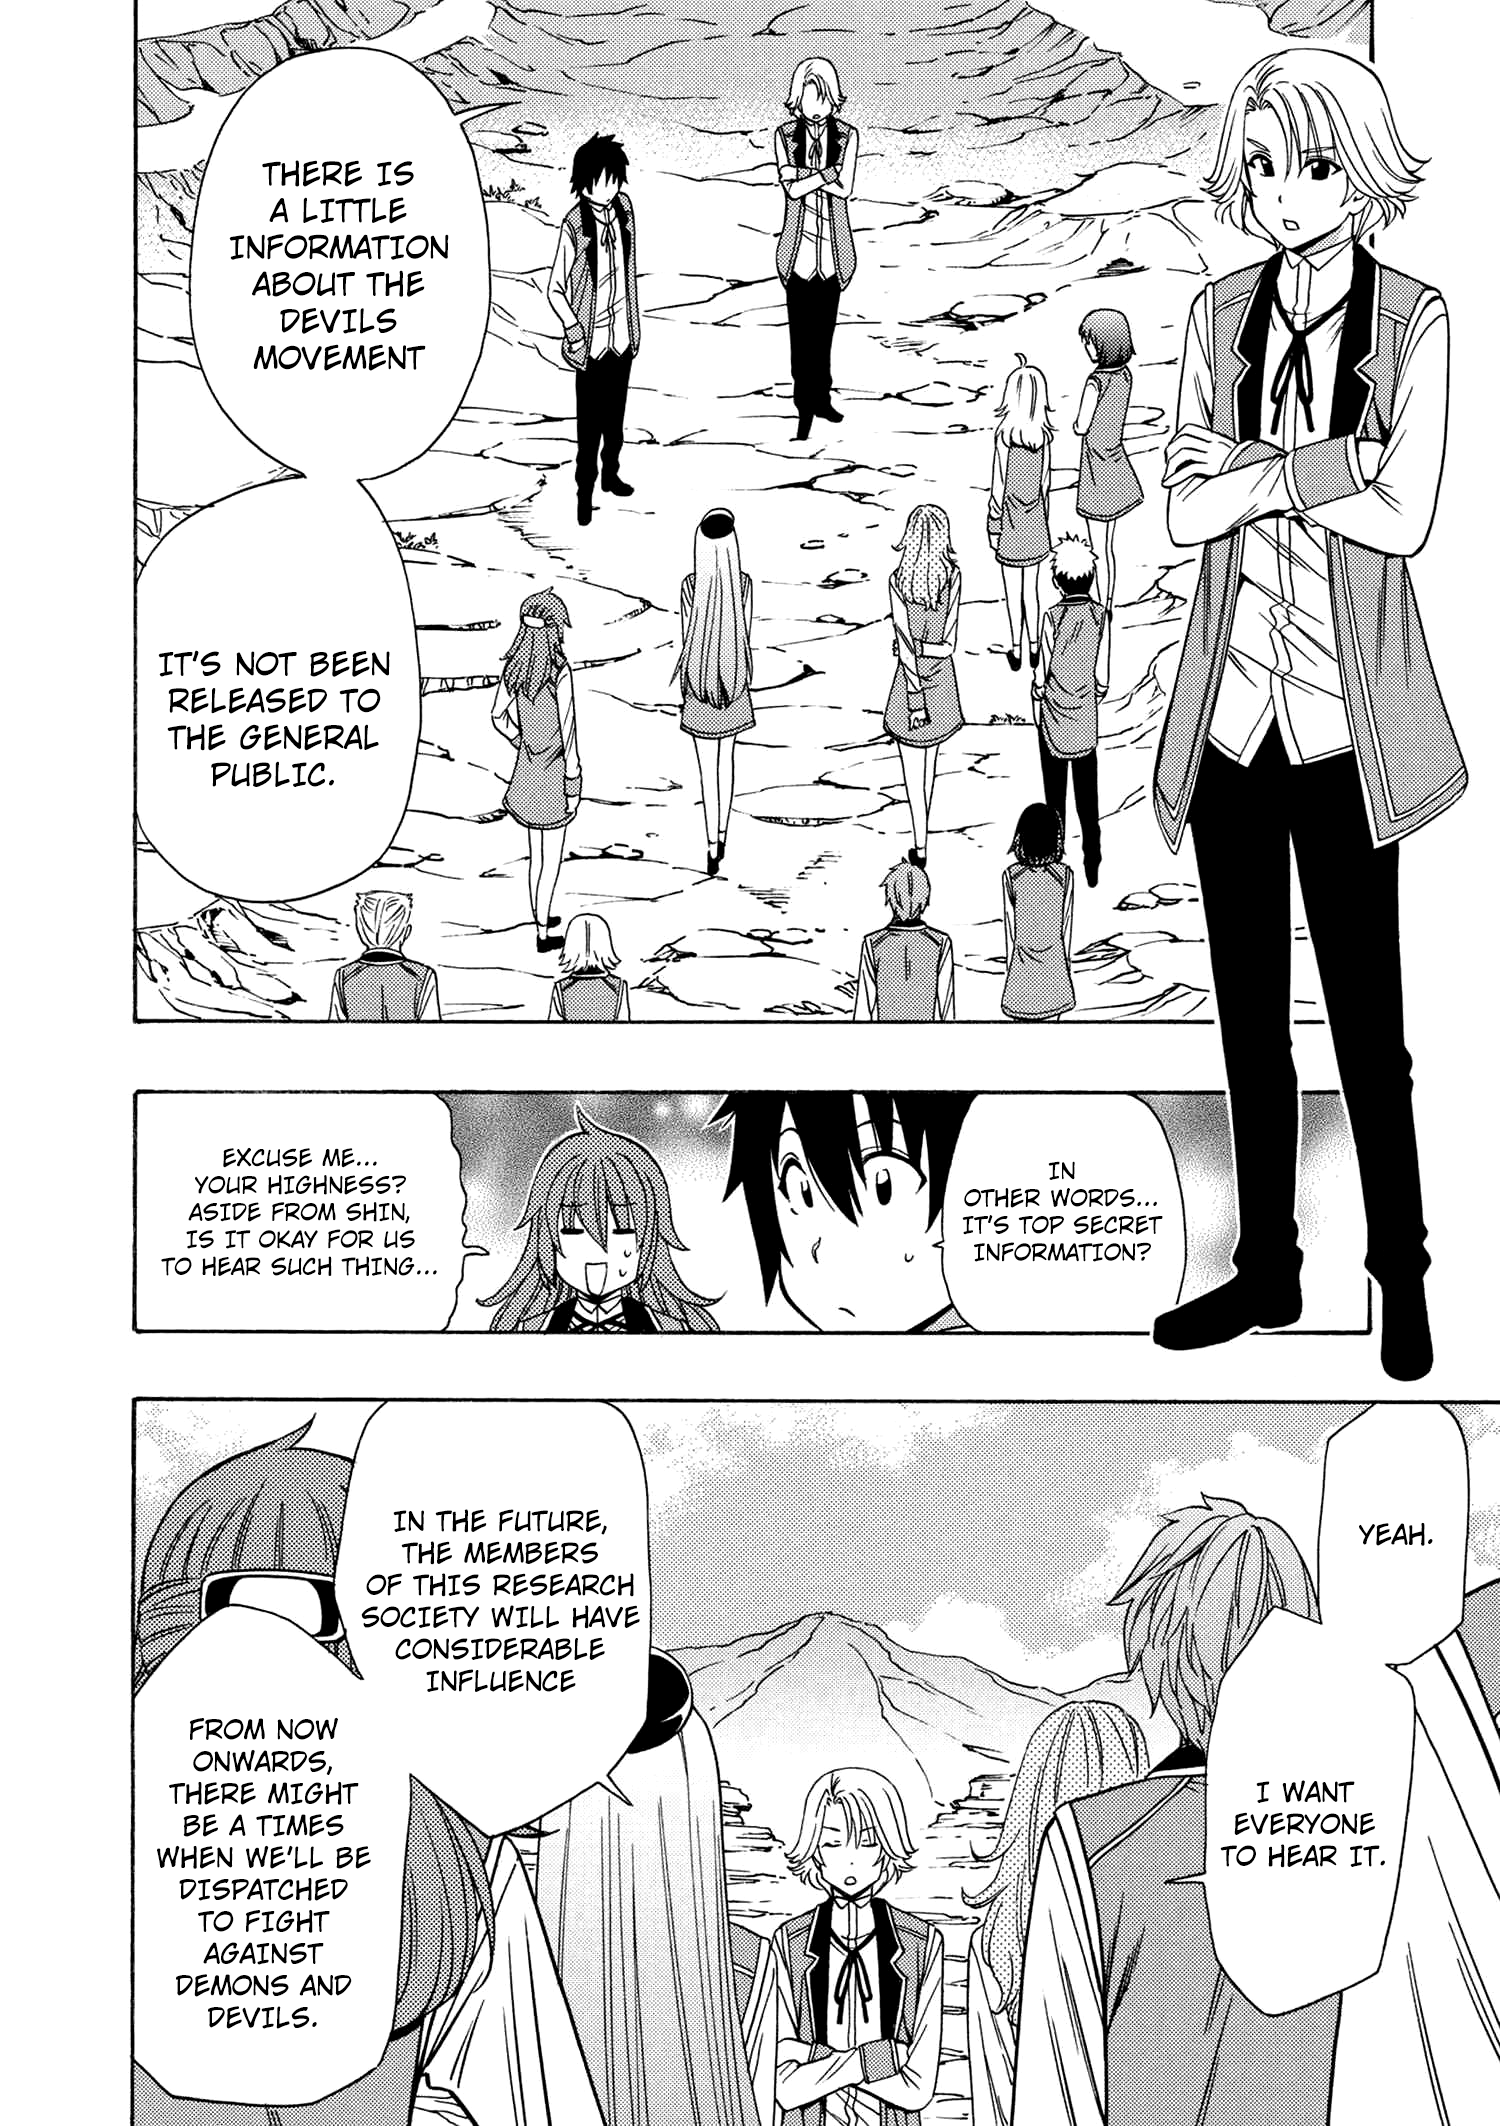 THERE IS
A LITTLE
INFORMATION
ABOUT THE
DEVILS
MOVEMENT
IT'S NOT BEEN
RELEASED TO
THE GENERAL
PUBLIC.
IN
OTHER WORDS...
IT'S TOP SECRET
INFORMATION?
EXCUSE ME...
YOUR HIGHNESS?
ASIDE FROM SHIN,
IS IT OKAY FOR US
TO HEAR SUCH THING...
YEAH.
I WANT
EVERYONE
TO HEAR IT.
IN THE FUTURE,
THE MEMBERS
OF THIS RESEARCH
SOCIETY WILL HAVE
CONSIDERABLE
INFLUENCE
FROM NOW
ONWARDS,
THERE MIGHT
BE A TIMES
WHEN WE'LL BE
DISPATCHED
TO FIGHT
AGAINST
DEMONS AND
DEVILS.